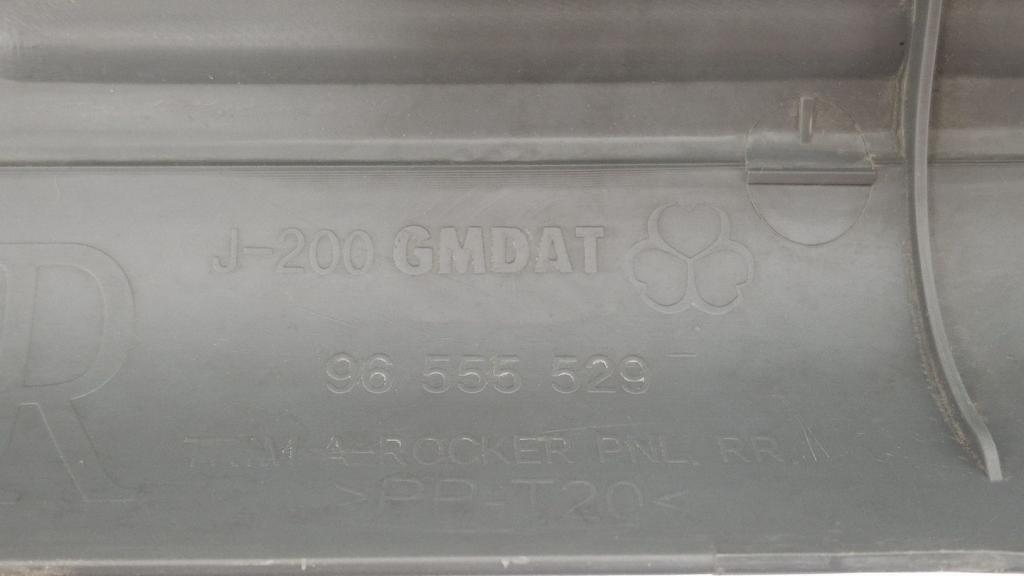 J-200 GMDAT
R
96 555 529
TRIM A-ROCKER PNL, RR,
>PP-T20<